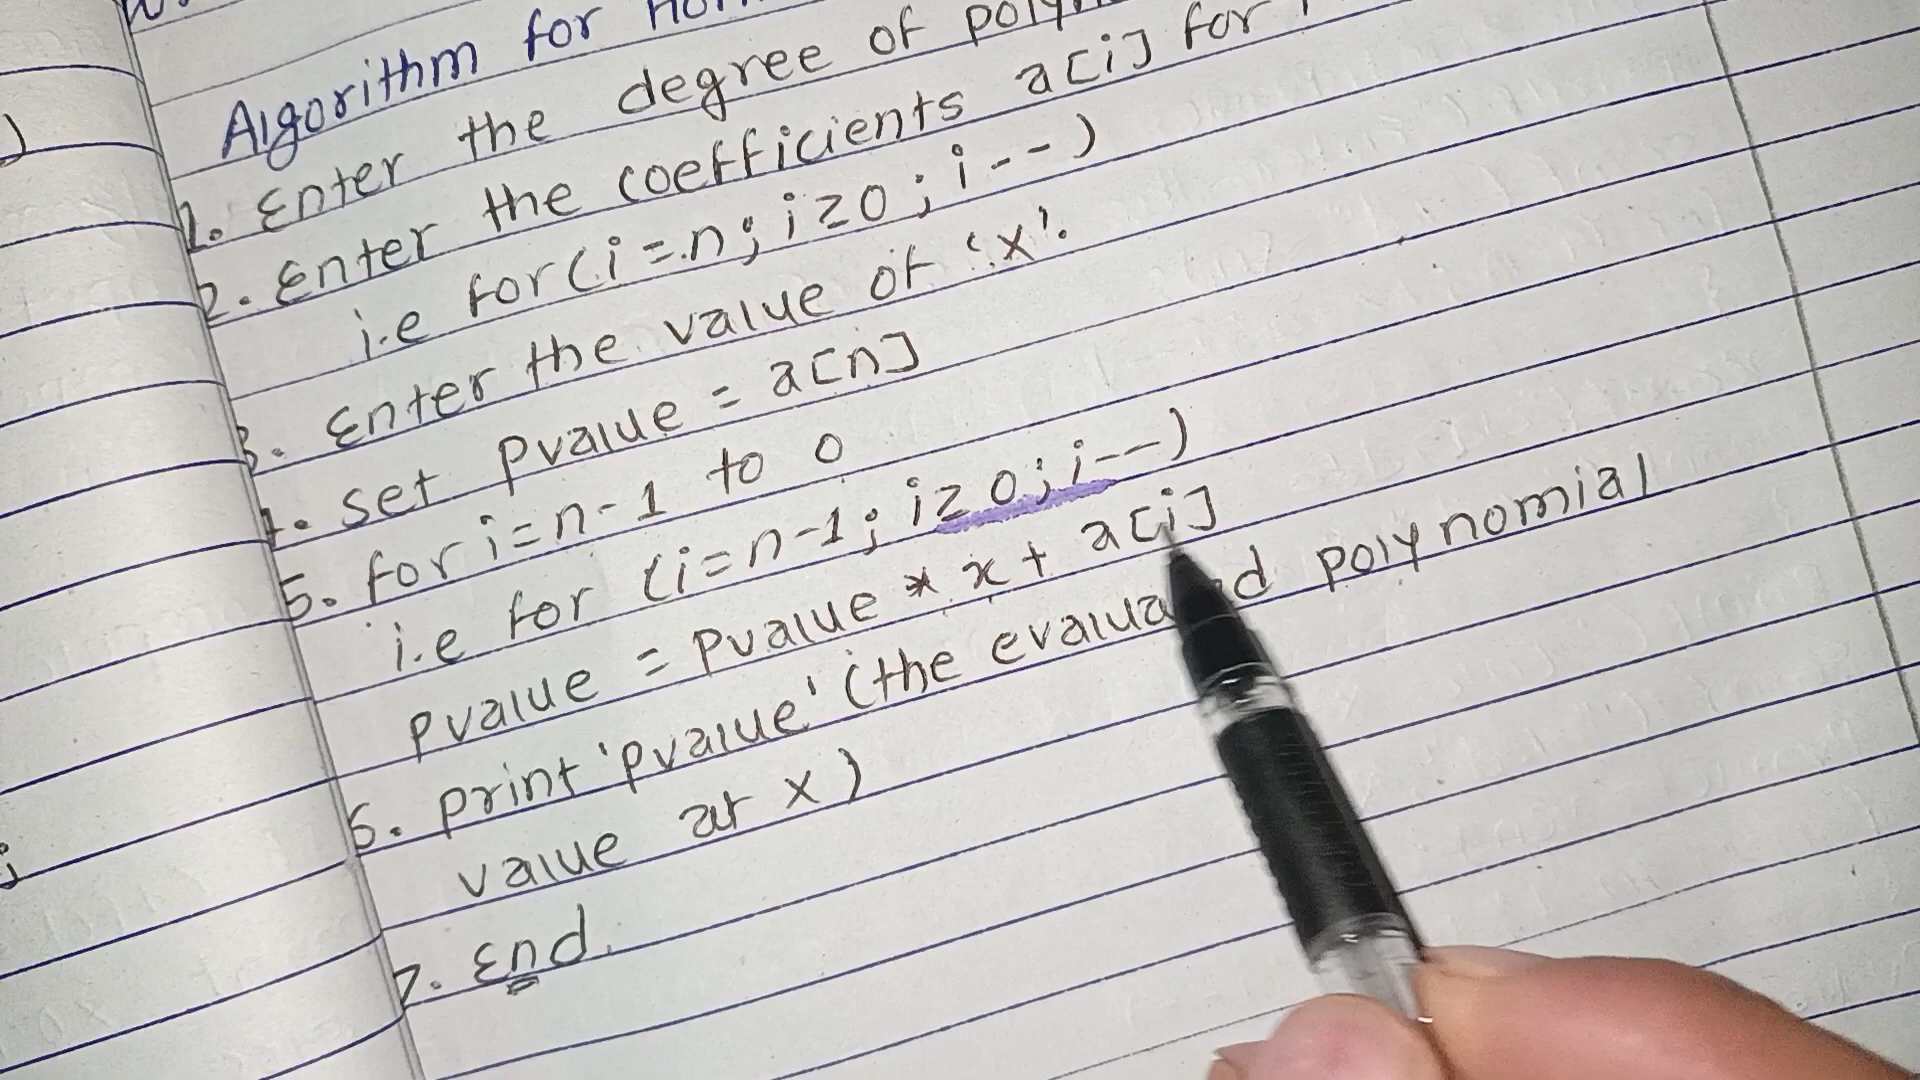 Algorithm for
1. Enter the degree of
2. Enter the coefficients a[i] for
i.e for(i=n; i≥0; i--)
3. Enter the value of 'x'.
4. set pvalue = a[n]
5. for i=n-1 to 0
i.e for (i=n-1; i≥0; i--)
pvalue = pvalue * x + a[i]
6. print 'pvalue' (the polynomial
value at x)
7. End.